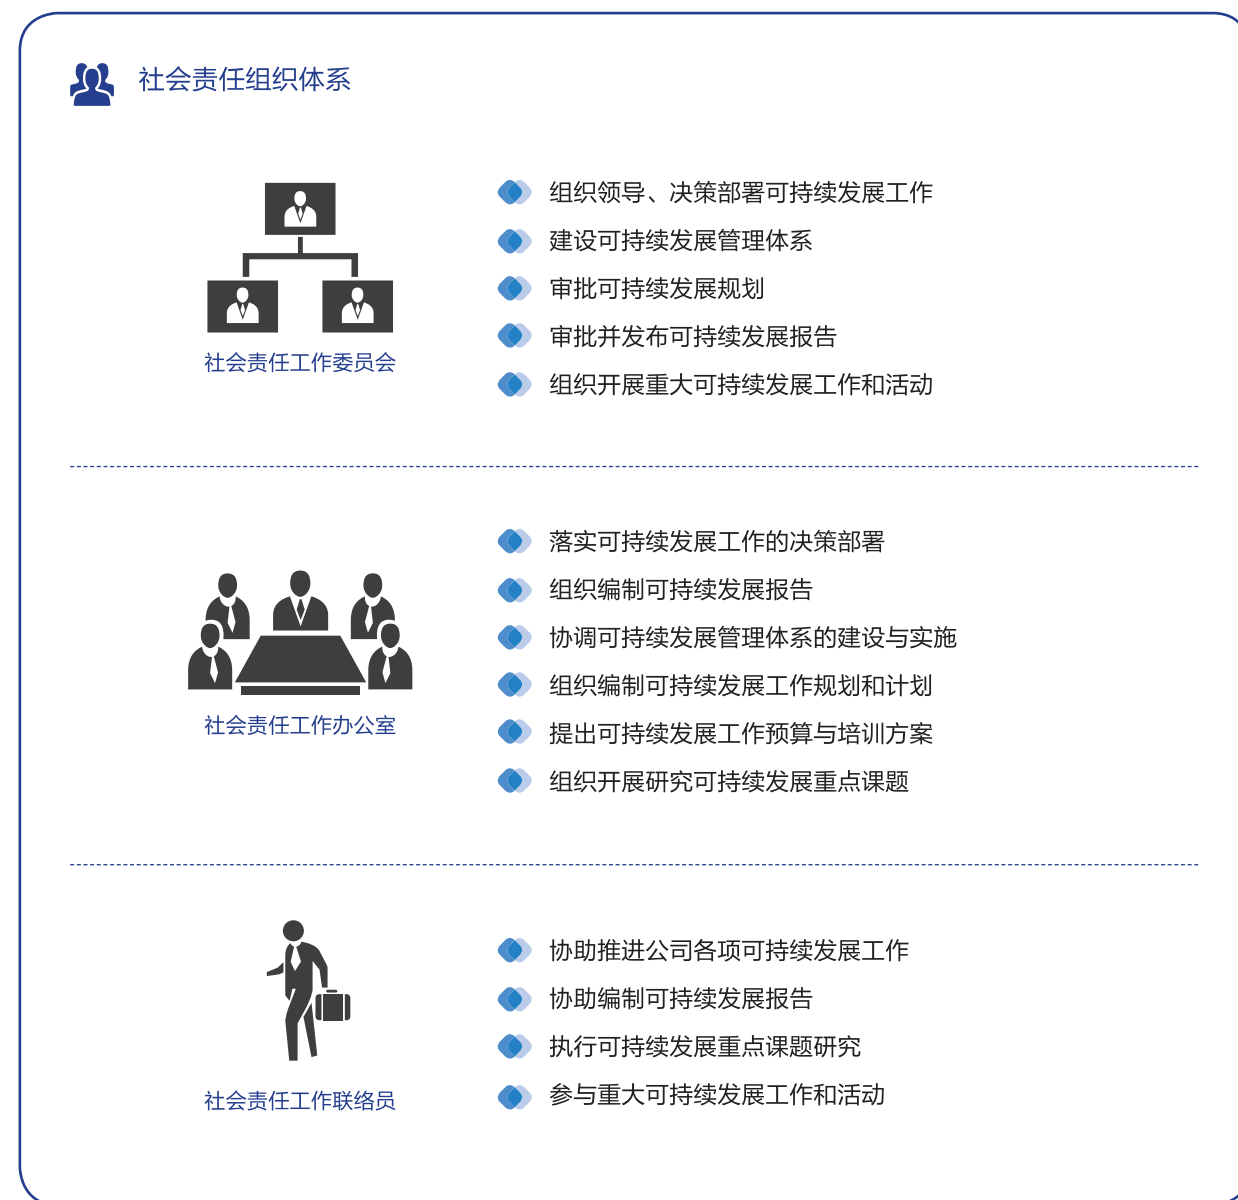 社会责任组织体系
组织领导、决策部署可持续发展工作
建设可持续发展管理体系
审批可持续发展规划
审批并发布可持续发展报告
组织开展重大可持续发展工作和活动
社会责任工作委员会
落实可持续发展工作的决策部署
组织编制可持续发展报告
协调可持续发展管理体系的建设与实施
组织编制可持续发展工作规划和计划
提出可持续发展工作预算与培训方案
组织开展研究可持续发展重点课题
社会责任工作办公室
协助推进公司各项可持续发展工作
协助编制可持续发展报告
执行可持续发展重点课题研究
参与重大可持续发展工作和活动
社会责任工作联络员